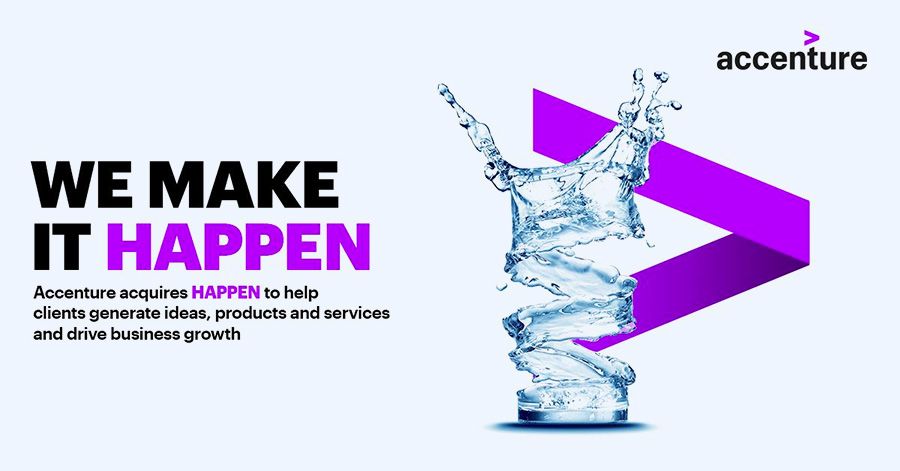 accenture
WE MAKE
IT HAPPEN
Accenture acquires HAPPEN to help
clients generate ideas, products and services
and drive business growth